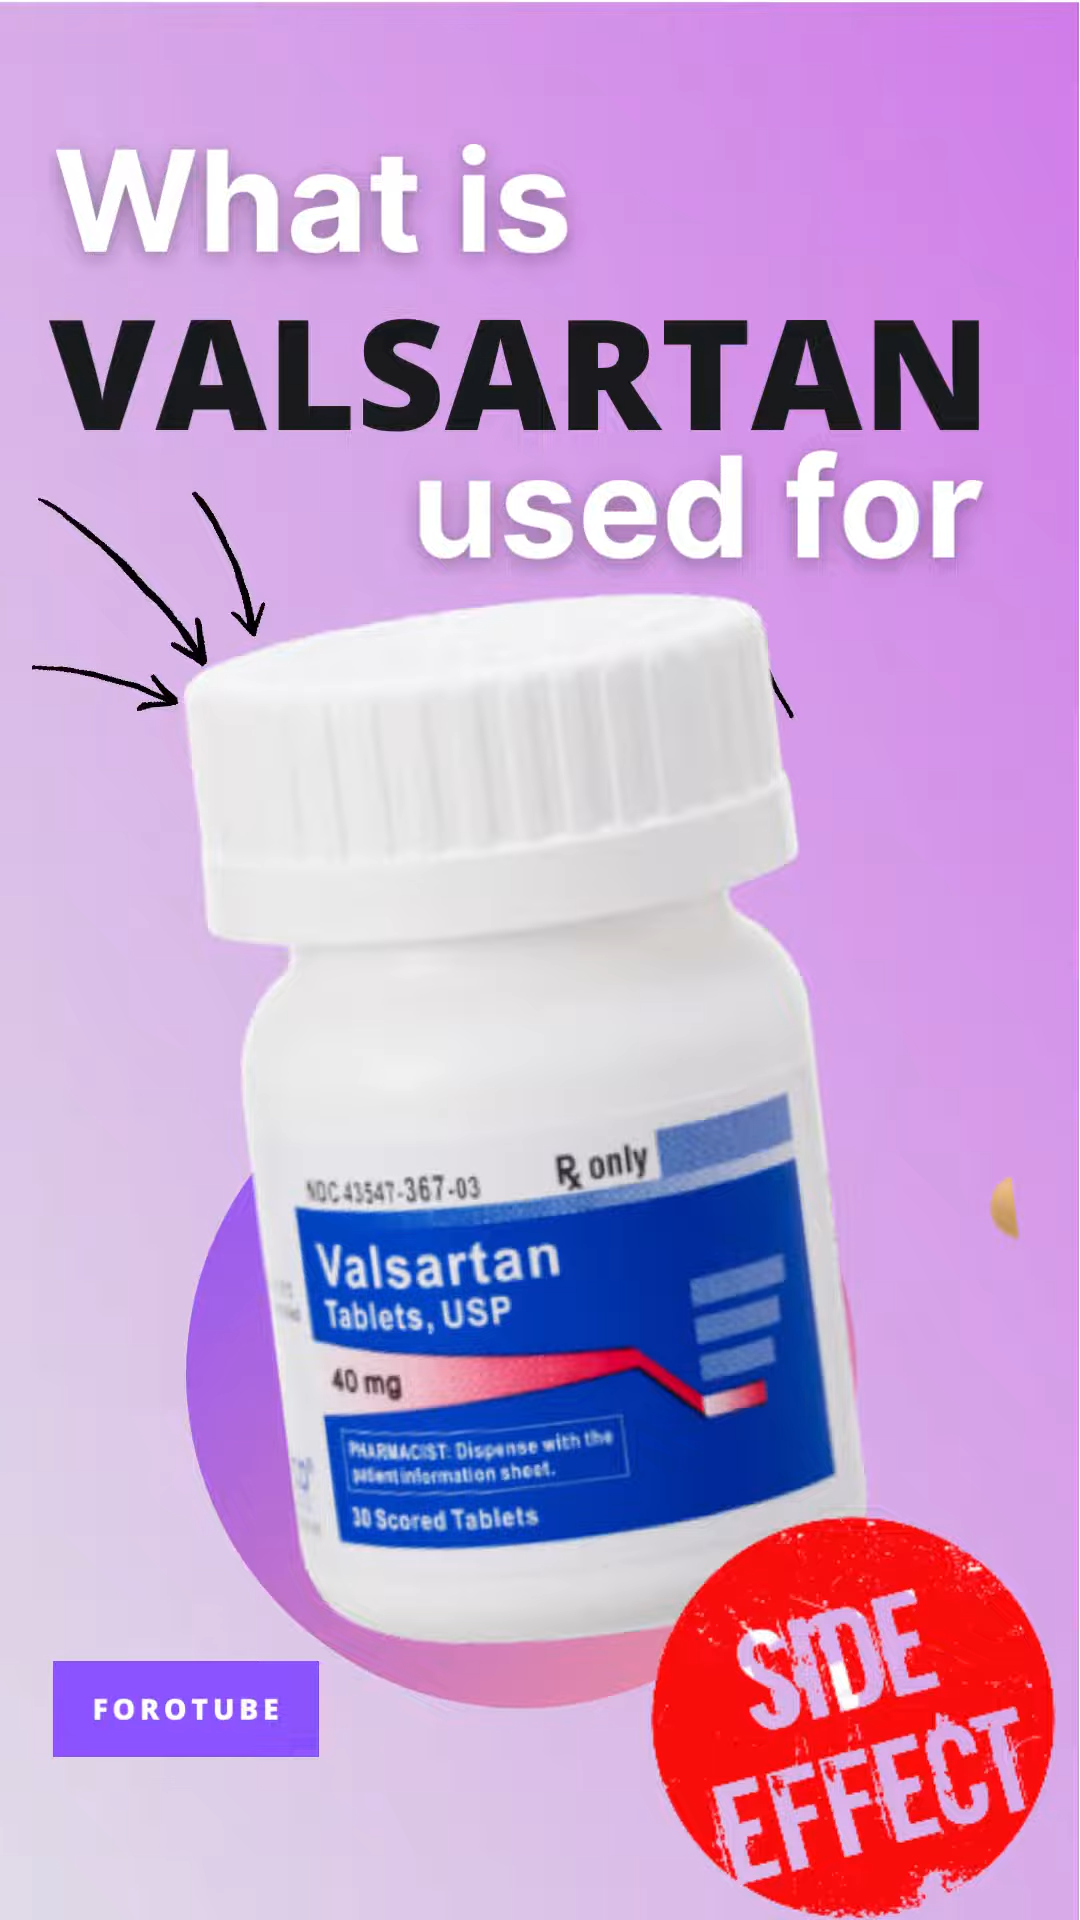 What is
VALSARTAN
used for
NDC 43547-367-03
Rx only
Valsartan
Tablets, USP
40 mg
PHARMACIST: Dispense with the
patient information sheet.
30 Scored Tablets
FOROTUBE
SIDE
EFFECT